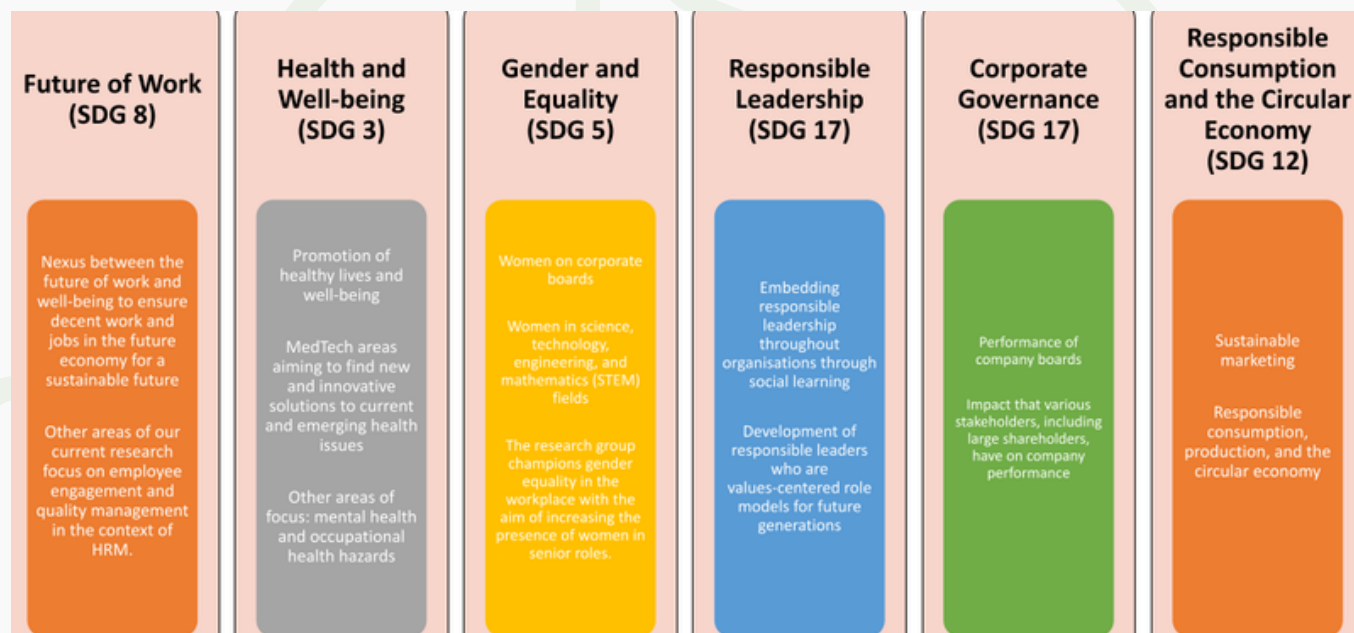 Future of Work
(SDG 8)
Nexus between the
future of work and
well-being to ensure
decent work and
jobs in the future
economy for a
sustainable future
Other areas of our
current research
focus on employee
engagement and
quality management
in the context of
HRM.
Health and
Well-being
(SDG 3)
Promotion of
healthy lives and
well-being
MedTech areas
aiming to find new
and innovative
solutions to current
and emerging health
issues
Other areas of
focus: mental health
and occupational
health hazards
Gender and
Equality
(SDG 5)
Women on corporate
boards
Women in science,
technology,
engineering, and
mathematics (STEM)
fields
The research group
champions gender
equality in the
workplace with the
aim of increasing the
presence of women in
senior roles.
Responsible
Leadership
(SDG 17)
Embedding
responsible
leadership
throughout
organisations through
social learning
Development of
responsible leaders
who are
values-centered role
models for future
generations
Corporate
Governance
(SDG 17)
Performance of
company boards
Impact that various
stakeholders, including
large shareholders,
have on company
performance
Responsible
Consumption
and the Circular
Economy
(SDG 12)
Sustainable
marketing
Responsible
consumption,
production, and the
circular economy